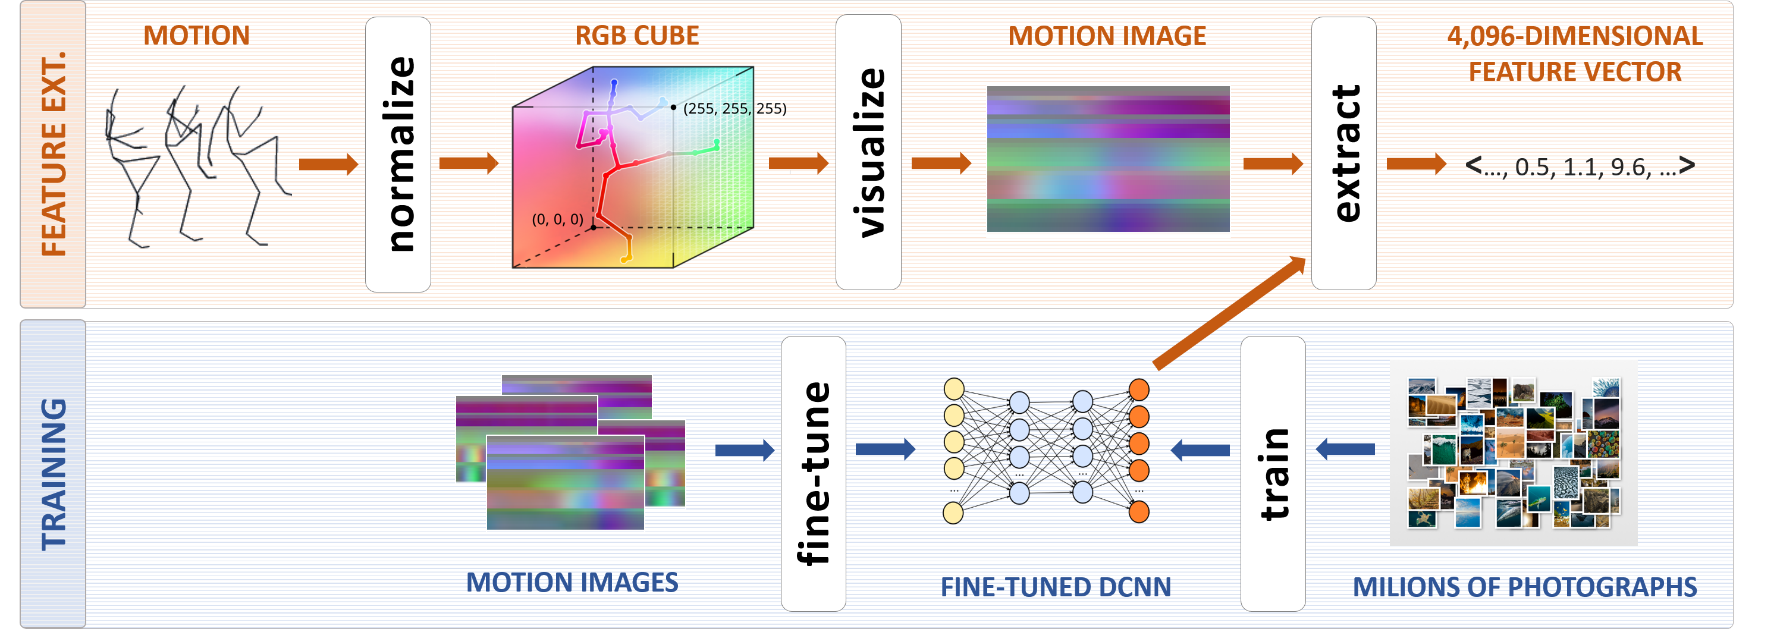 FEATURE EXT.
MOTION
normalize
RGB CUBE
(255, 255, 255)
(0, 0, 0)
visualize
MOTION IMAGE
extract
4,096-DIMENSIONAL
FEATURE VECTOR
<..., 0.5, 1.1, 9.6, ...>
TRAINING
MOTION IMAGES
fine-tune
...
...
...
FINE-TUNED DCNN
train
MILIONS OF PHOTOGRAPHS